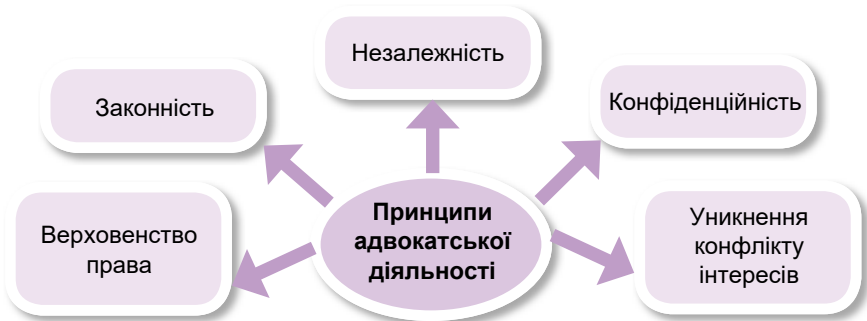 Незалежність
Законність
Конфіденційність
Принципи
адвокатської
діяльності
Верховенство
права
Уникнення
конфлікту
інтересів